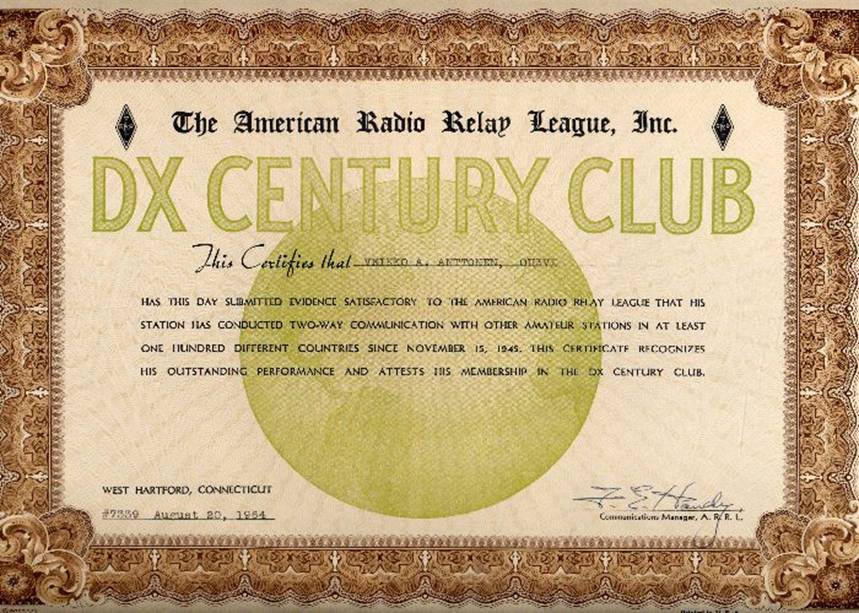 The American Radio Relay League, Inc.
DX CENTURY CLUB
This Certifies that VEIKKO A. ANTTONEN,
HAS THIS DAY SUBMITTED EVIDENCE SATISFACTORY TO THE AMERICAN RADIO RELAY LEAGUE THAT HIS
STATION HAS CONDUCTED TWO-WAY COMMUNICATION WITH OTHER AMATEUR STATIONS IN AT LEAST
ONE HUNDRED DIFFERENT COUNTRIES SINCE NOVEMBER 15, 1945. THIS CERTIFICATE RECOGNIZES
HIS OUTSTANDING PERFORMANCE AND ATTESTS HIS MEMBERSHIP IN THE DX CENTURY CLUB.
WEST HARTFORD, CONNECTICUT
#7339 August 20, 1954
F. E. Handy,
Communications Manager, A. R. R. L.